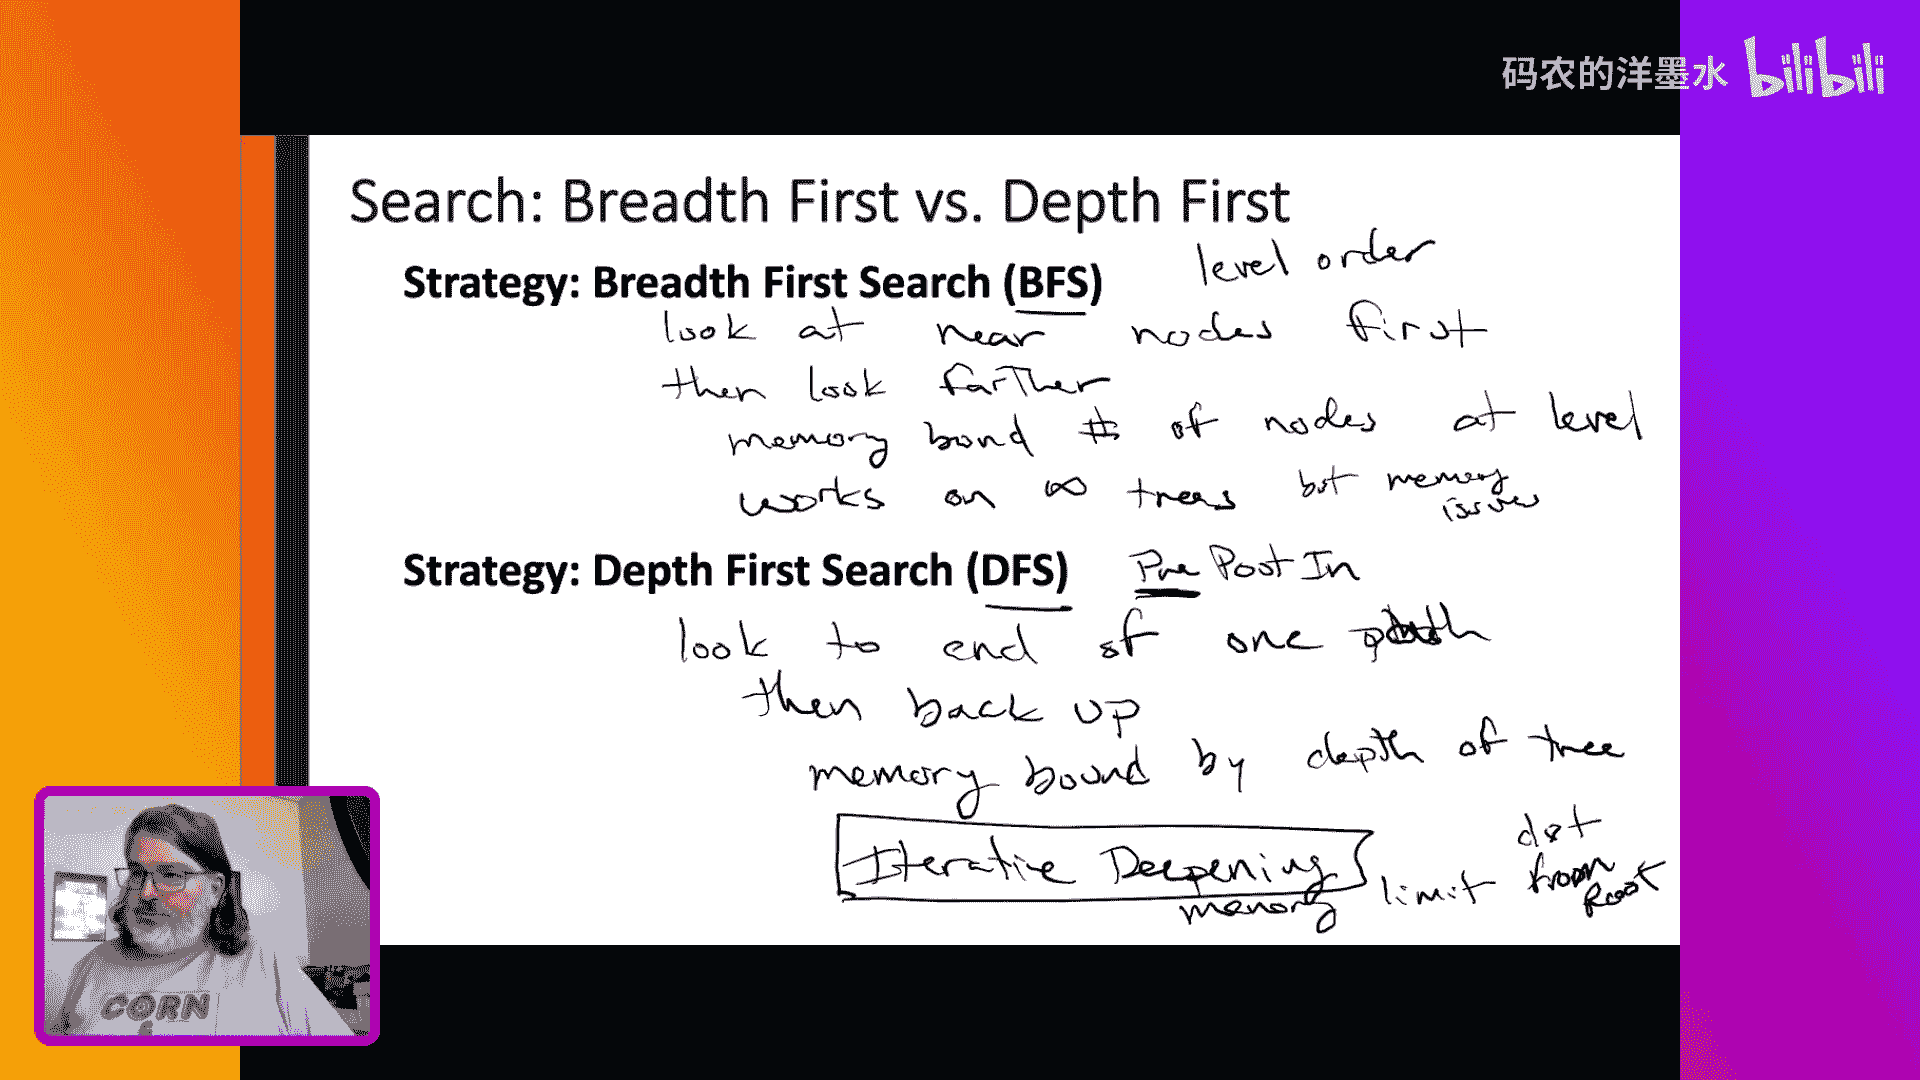 码农的洋墨水 bilibili
Search: Breadth First vs. Depth First
Strategy: Breadth First Search (BFS) level order
look at near nodes first
then look farther
memory bond # of nodes at level
works on ∞ trees but memory
issues
Strategy: Depth First Search (DFS) Pre Post In
look to end of one path
then back up
memory bound by depth of tree
Iterative Deepening limit dist
from
Root
memory
CORN